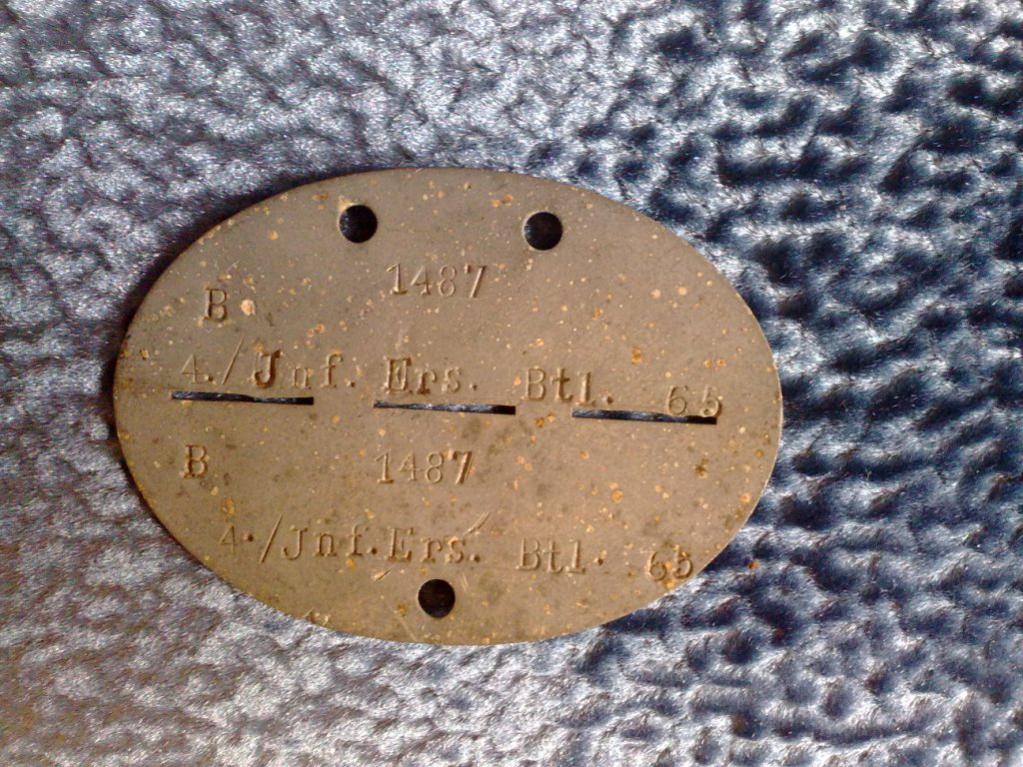 1487
B
4./Jnf. Ers. Btl. 65
B 1487
4./Jnf.Ers. Btl. 65